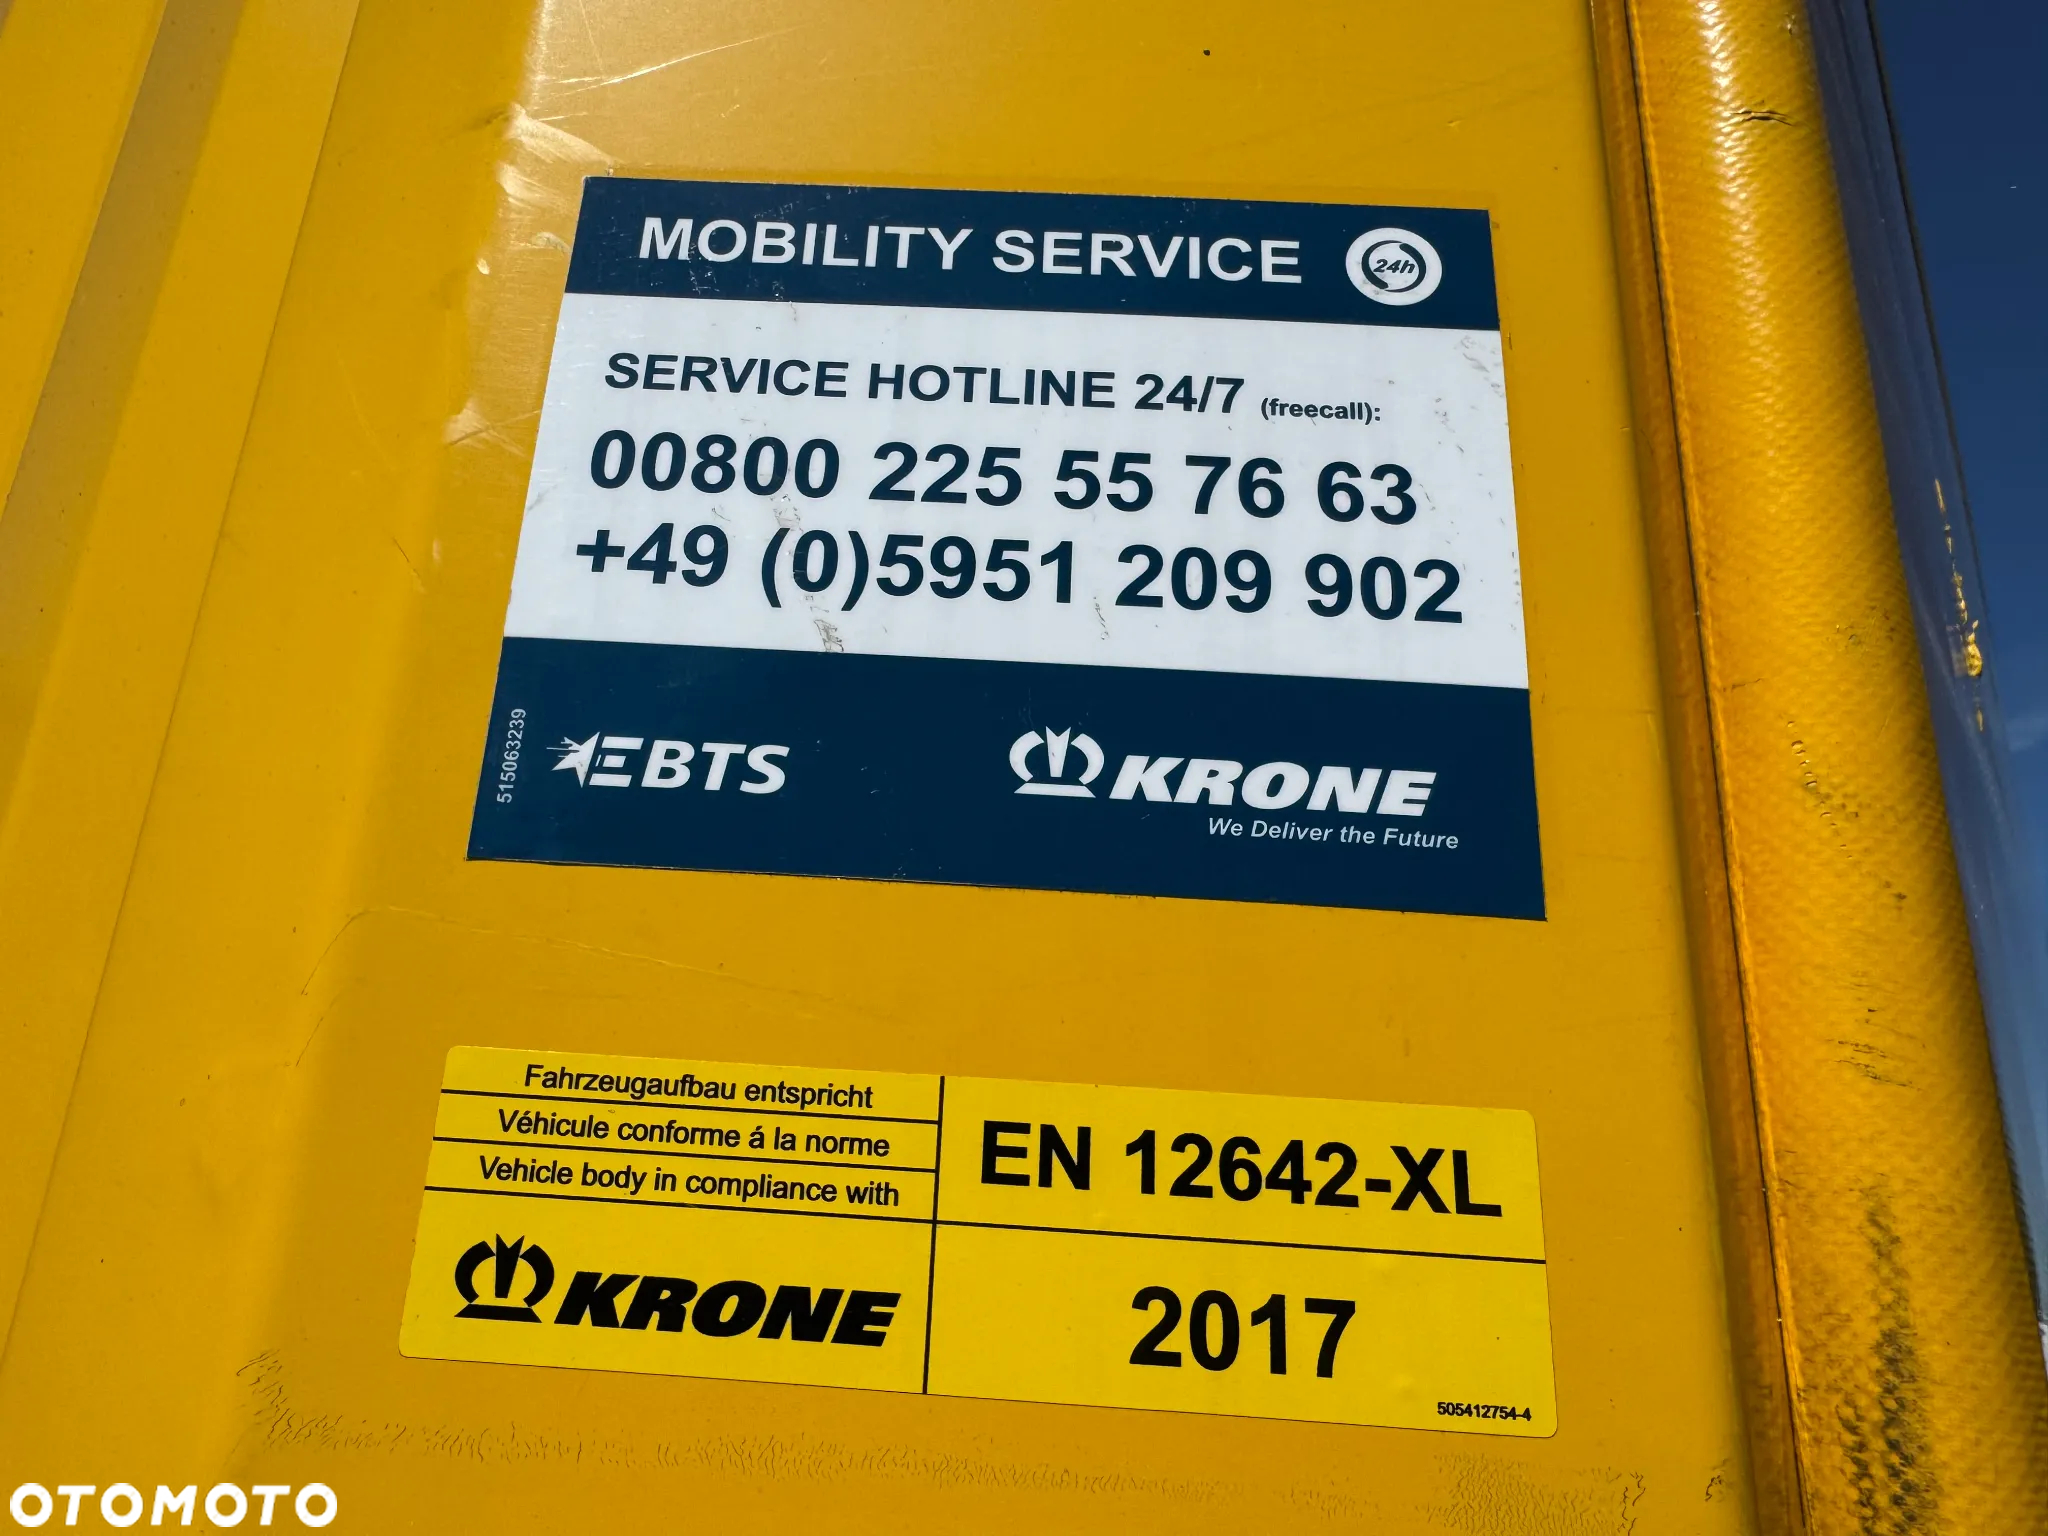 MOBILITY SERVICE 24h
SERVICE HOTLINE 24/7 (freecall):
00800 225 55 76 63
+49 (0)5951 209 902
515063239
EBTS
KRONE
We Deliver the Future
Fahrzeugaufbau entspricht
Véhicule conforme á la norme
Vehicle body in compliance with
EN 12642-XL
KRONE
2017
505412754-4
OTOMOTO